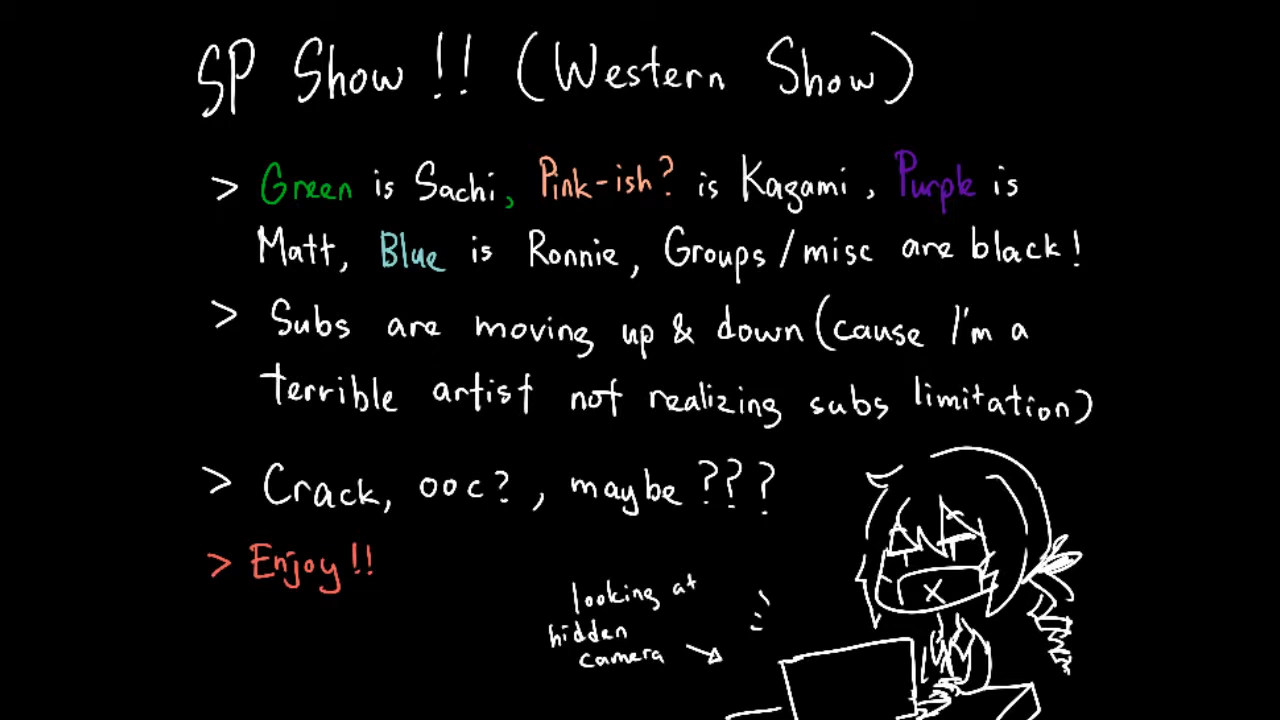 SP Show !! (Western Show)
> Green is Sachi, Pink-ish? is Kagami, Purple is
Matt, Blue is Ronnie, Groups/misc are black!
> Subs are moving up & down (cause I'm a
terrible artist not realizing subs limitation)
> Crack, ooc?, maybe ???
> Enjoy!!
looking at
hidden
camera